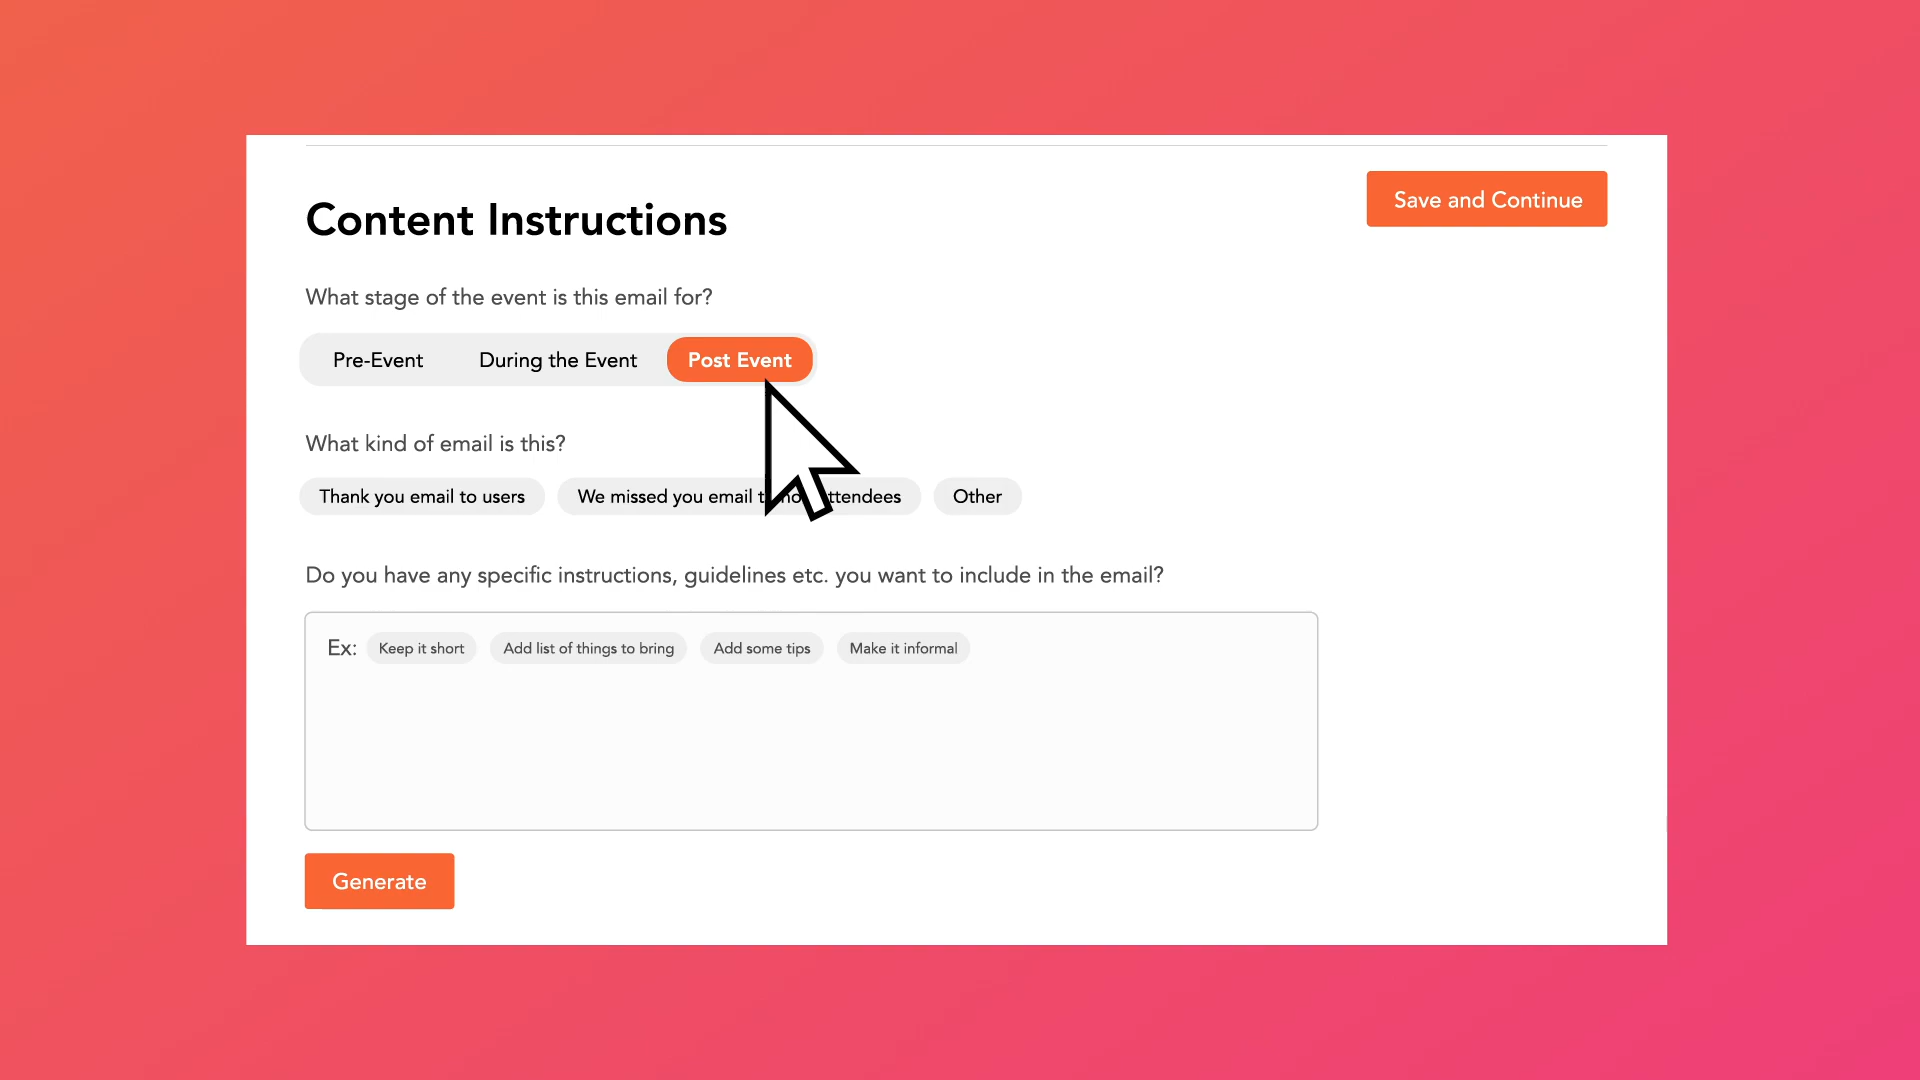 Save and Continue
Content Instructions
What stage of the event is this email for?
Pre-Event During the Event Post Event
What kind of email is this?
Thank you email to users We missed you email Other
Do you have any specific instructions, guidelines etc. you want to include in the email?
Ex: Keep it short Add list of things to bring Add some tips Make it informal
Generate